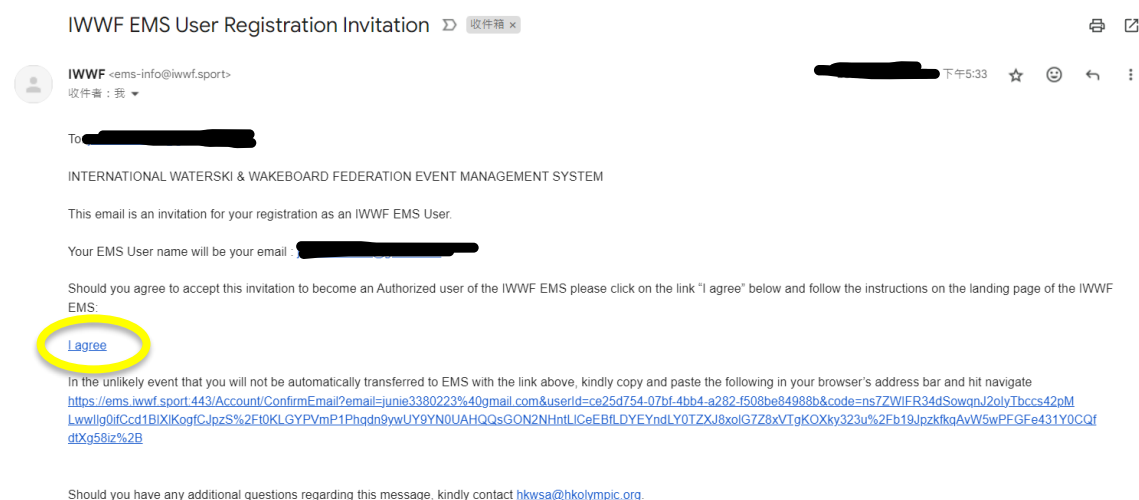 IWWF EMS User Registration Invitation 收件箱 ×
IWWF <ems-info@iwwf.sport> 下午5:33
收件者：我
To
INTERNATIONAL WATERSKI & WAKEBOARD FEDERATION EVENT MANAGEMENT SYSTEM
This email is an invitation for your registration as an IWWF EMS User.
Your EMS User name will be your email :
Should you agree to accept this invitation to become an Authorized user of the IWWF EMS please click on the link “I agree” below and follow the instructions on the landing page of the IWWF
EMS:
I agree
In the unlikely event that you will not be automatically transferred to EMS with the link above, kindly copy and paste the following in your browser’s address bar and hit navigate
https://ems.iwwf.sport:443/Account/ConfirmEmail?email=junie3380223%40gmail.com&userId=ce25d754-07bf-4bb4-a282-f508be84988b&code=ns7ZWIFR34dSowqnJ2oIyTbccs42pM
LwwIlg0ifCcd1BIXIKogfCJpzS%2Ft0KLGYPVmP1Phqdn9ywUY9YN0UAHQQsGON2NHntLICeEBfLDYEYndLY0TZXJ8xolG7Z8xVTgKOXky323u%2Fb19JpzkfkqAvW5wPFGFe431Y0CQf
dtXg58iz%2B
Should you have any additional questions regarding this message, kindly contact hkwsa@hkolympic.org.